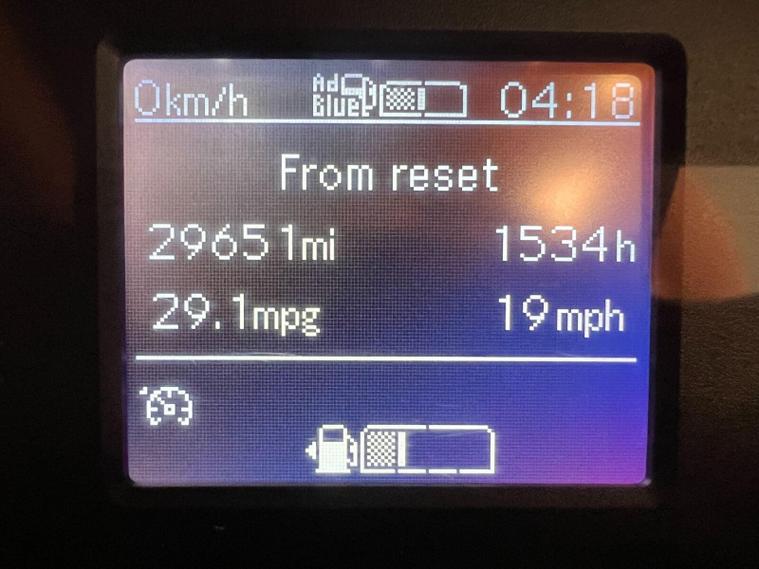 0km/h Ad Blue 04:18
From reset
29651mi 1534h
29.1mpg 19mph